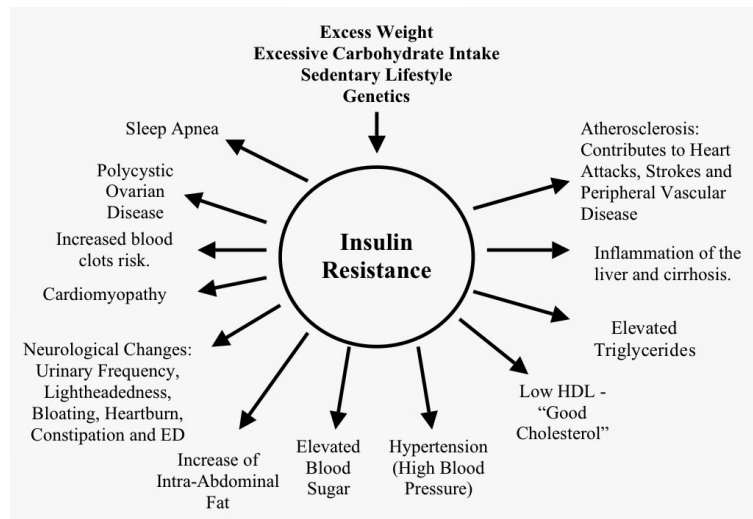 Excess Weight
Excessive Carbohydrate Intake
Sedentary Lifestyle
Genetics
Sleep Apnea
Polycystic
Ovarian
Disease
Increased blood
clots risk.
Cardiomyopathy
Neurological Changes:
Urinary Frequency,
Lightheadedness,
Bloating, Heartburn,
Constipation and ED
Increase of
Intra-Abdominal
Fat
Elevated
Blood
Sugar
Hypertension
(High Blood
Pressure)
Low HDL -
“Good
Cholesterol”
Elevated
Triglycerides
Inflammation of the
liver and cirrhosis.
Atherosclerosis:
Contributes to Heart
Attacks, Strokes and
Peripheral Vascular
Disease
Insulin
Resistance